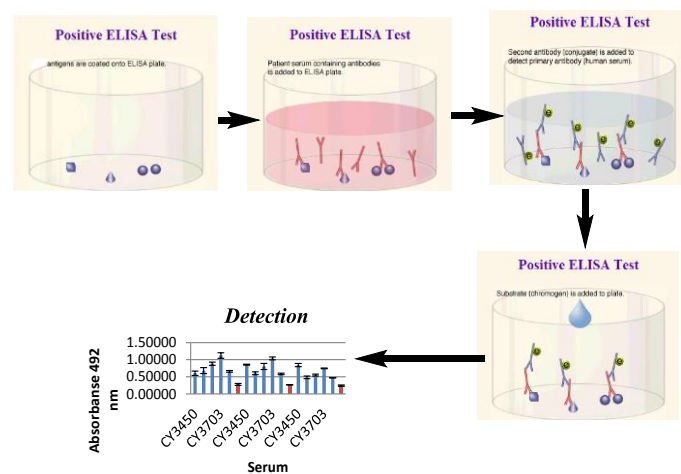 Positive ELISA Test
antigens are coated onto ELISA plate.
Positive ELISA Test
Patient serum containing antibodies
is added to ELISA plate.
Positive ELISA Test
Second antibody (conjugate) is added to
detect primary antibody (human serum).
Positive ELISA Test
Substrate (chromogen) is added to plate.
Detection
Absorbanse 492
nm
1.50000
1.00000
0.50000
0.00000
CY3450
CY3703
CY3450
CY3703
CY3450
CY3703
Serum